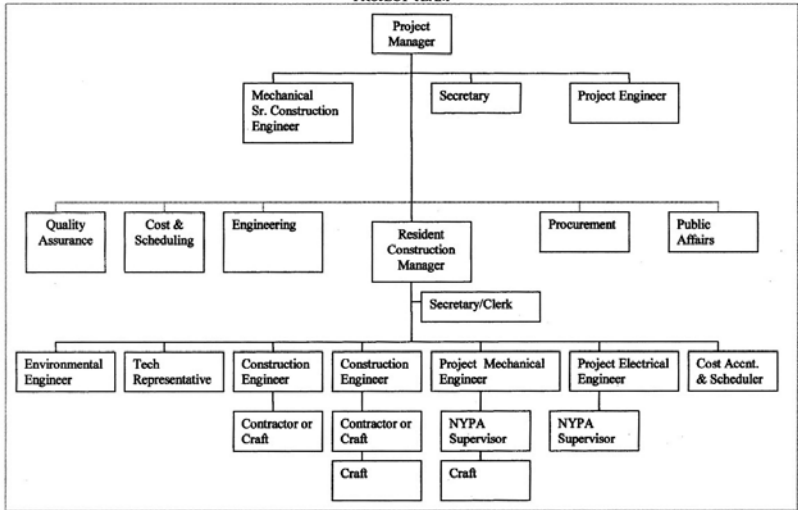 Project
Manager
Mechanical
Sr. Construction
Engineer
Secretary
Project Engineer
Quality
Assurance
Cost &
Scheduling
Engineering
Resident
Construction
Manager
Procurement
Public
Affairs
Secretary/Clerk
Environmental
Engineer
Tech
Representative
Construction
Engineer
Construction
Engineer
Project Mechanical
Engineer
Project Electrical
Engineer
Cost Accnt.
& Scheduler
Contractor or
Craft
Contractor or
Craft
NYPA
Supervisor
NYPA
Supervisor
Craft
Craft